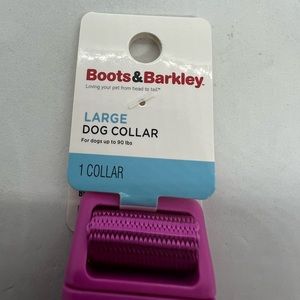 Boots&Barkley™
Loving your pet from head to tail™
LARGE
DOG COLLAR
For dogs up to 90 lbs
1 COLLAR